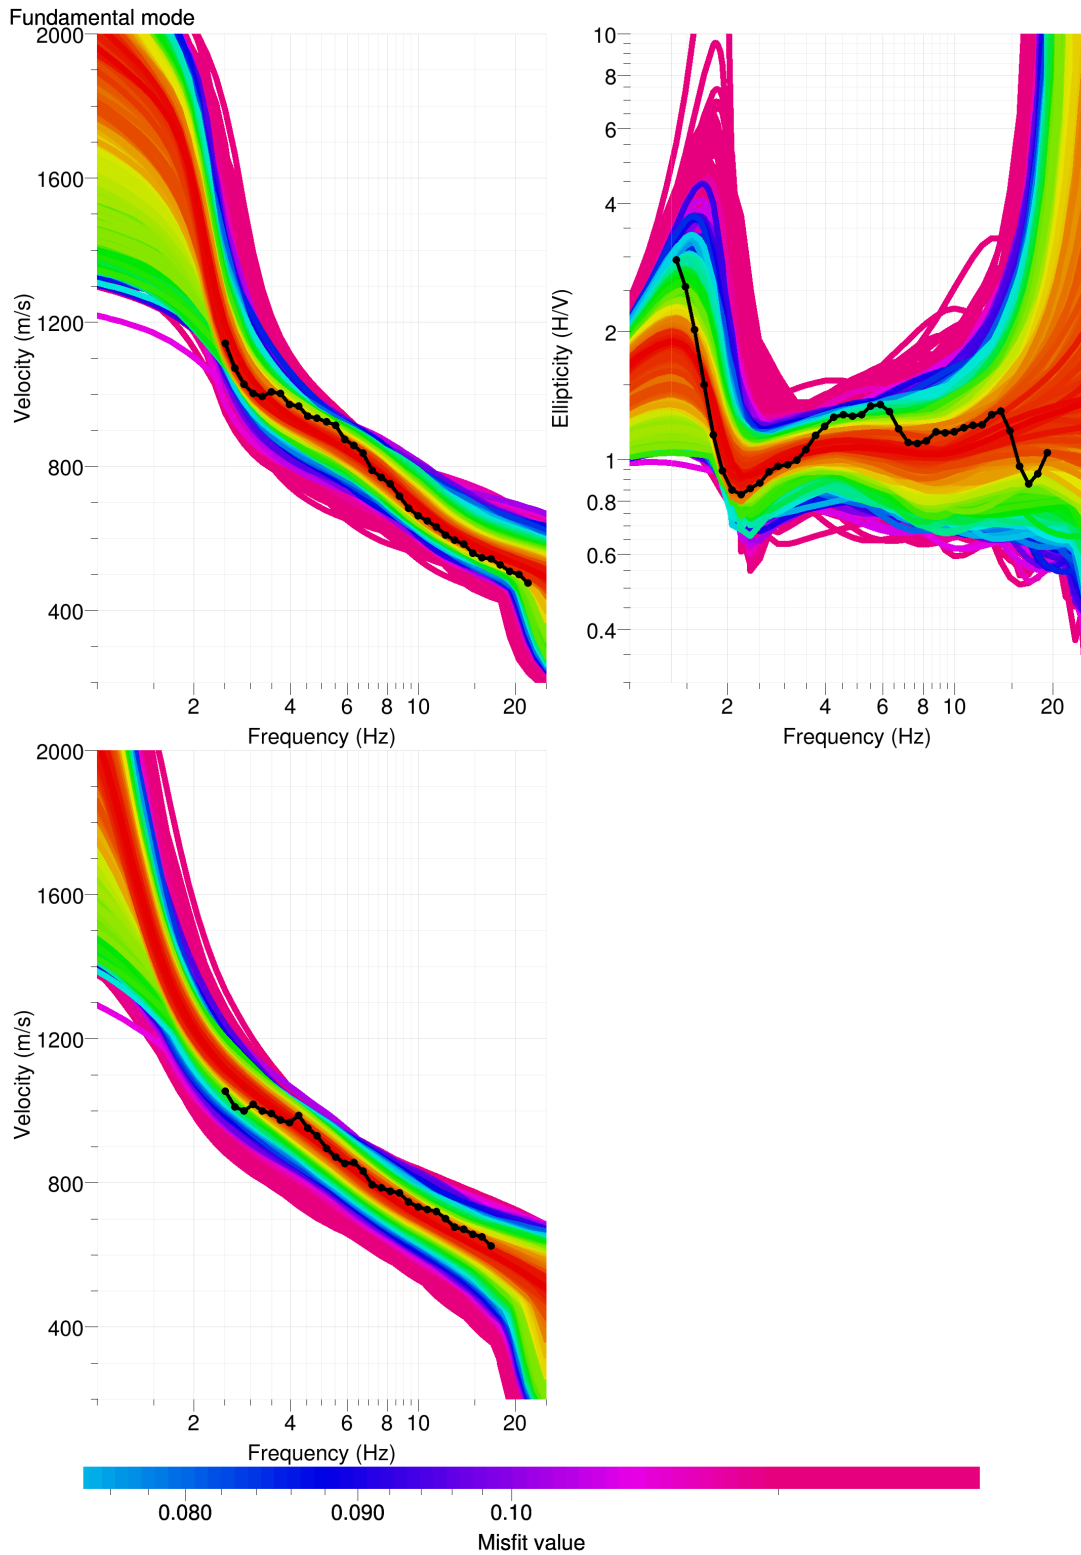 Fundamental mode
2000
1600
1200
800
400
Velocity (m/s)
2 4 6 8 10 20
Frequency (Hz)
10
8
6
4
2
1
0.8
0.6
0.4
Ellipticity (H/V)
2 4 6 8 10 20
Frequency (Hz)
2000
1600
1200
800
400
Velocity (m/s)
2 4 6 8 10 20
Frequency (Hz)
0.080 0.090 0.10
Misfit value